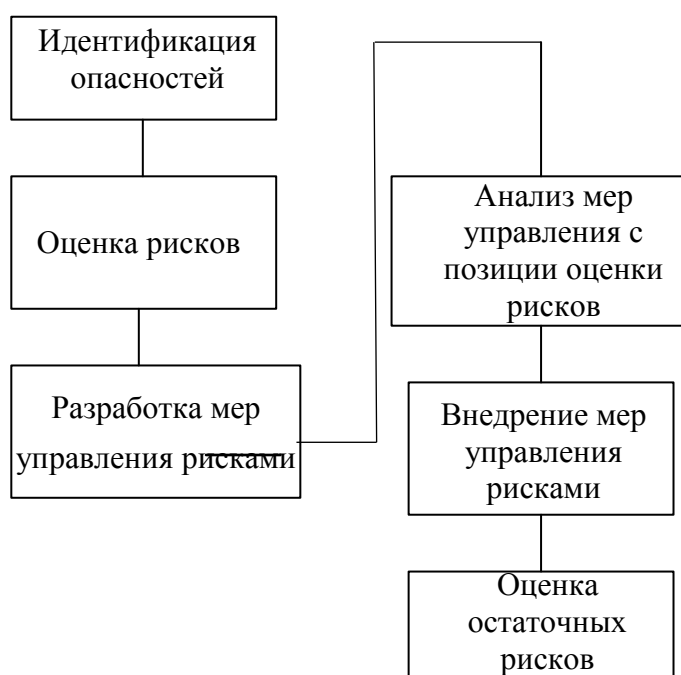 Идентификация
опасностей
Оценка рисков
Разработка мер
управления рисками
Анализ мер
управления с
позиции оценки
рисков
Внедрение мер
управления
рисками
Оценка
остаточных
рисков